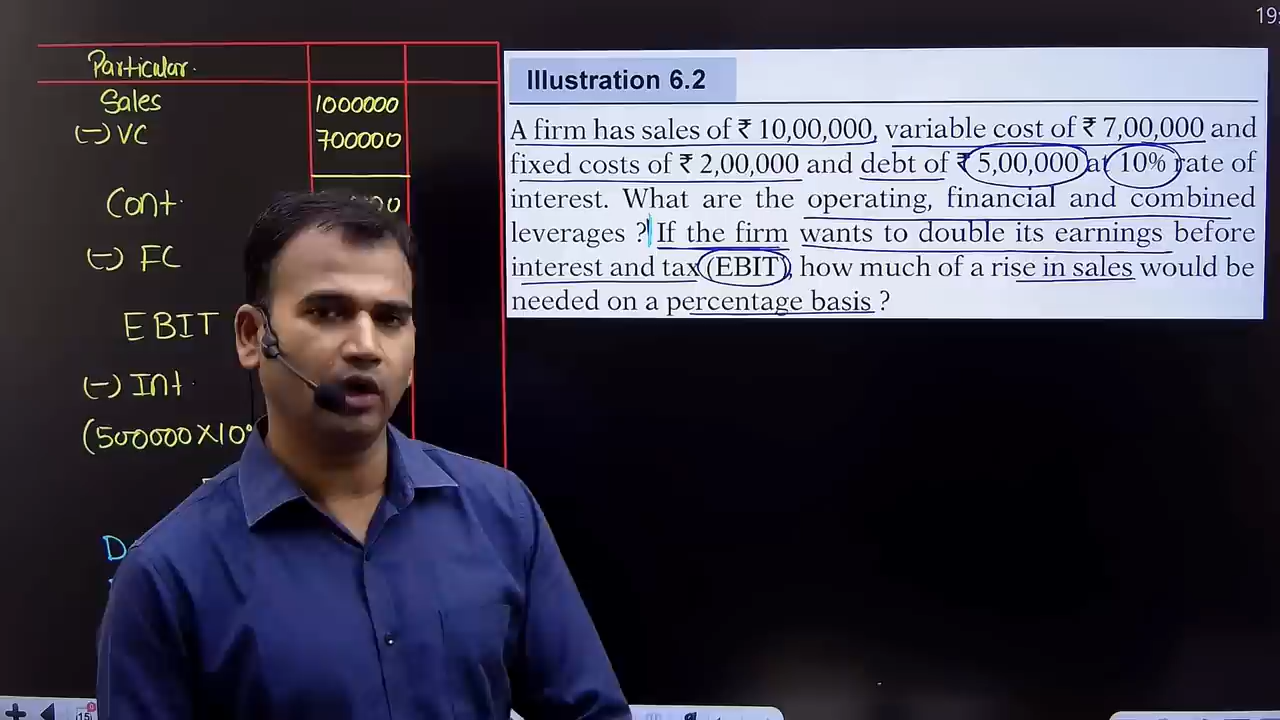 19:
Particular.
Sales 1000000
(-) VC 700000
Cont.
(-) FC
EBIT
(-) Int.
(500000×10
D
Illustration 6.2
A firm has sales of ₹ 10,00,000, variable cost of ₹ 7,00,000 and
fixed costs of ₹ 2,00,000 and debt of ₹ 5,00,000 at 10% rate of
interest. What are the operating, financial and combined
leverages ? If the firm wants to double its earnings before
interest and tax (EBIT), how much of a rise in sales would be
needed on a percentage basis ?
15